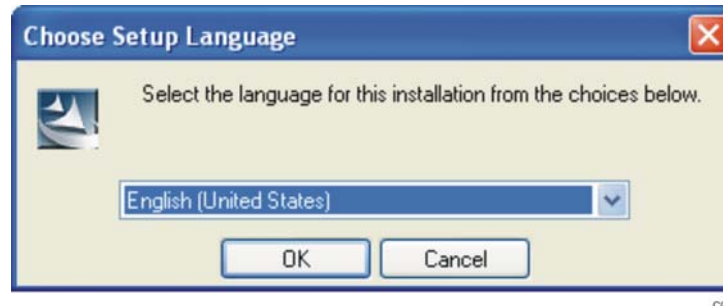 Choose Setup Language
Select the language for this installation from the choices below.
English (United States)
OK
Cancel